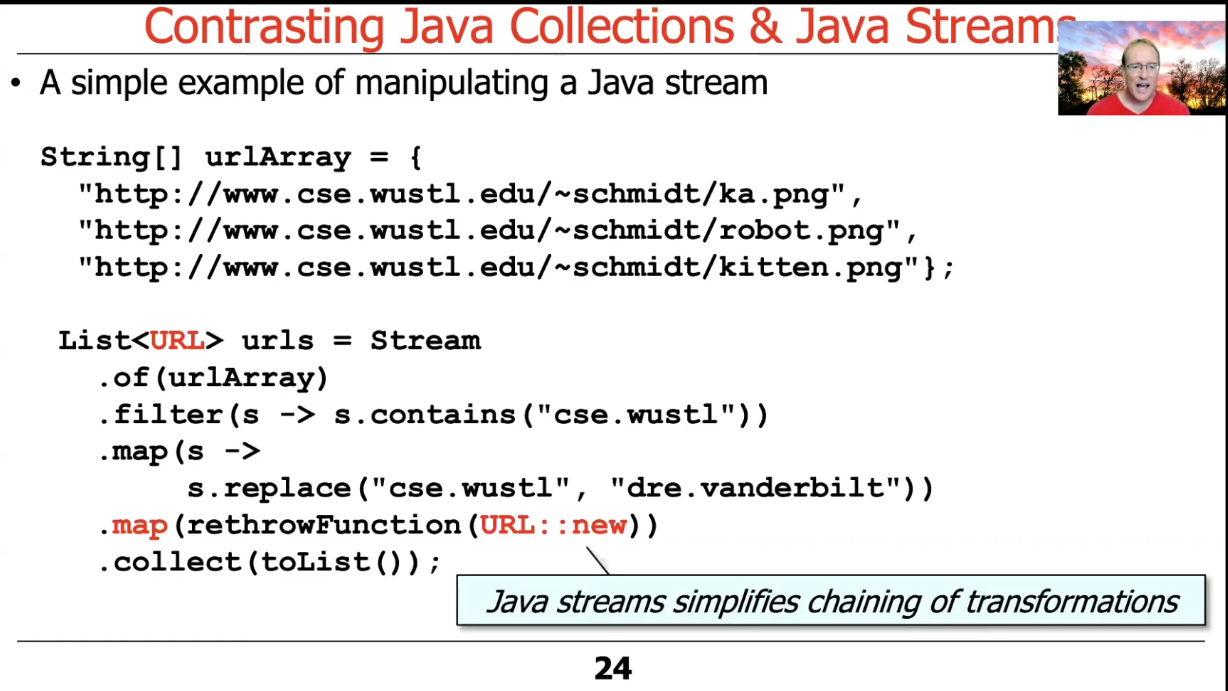 Contrasting Java Collections & Java Streams
• A simple example of manipulating a Java stream
String[] urlArray = {
"http://www.cse.wustl.edu/~schmidt/ka.png",
"http://www.cse.wustl.edu/~schmidt/robot.png",
"http://www.cse.wustl.edu/~schmidt/kitten.png"};
List<URL> urls = Stream
.of(urlArray)
.filter(s -> s.contains("cse.wustl"))
.map(s ->
s.replace("cse.wustl", "dre.vanderbilt"))
.map(rethrowFunction(URL::new))
.collect(toList());
Java streams simplifies chaining of transformations
24